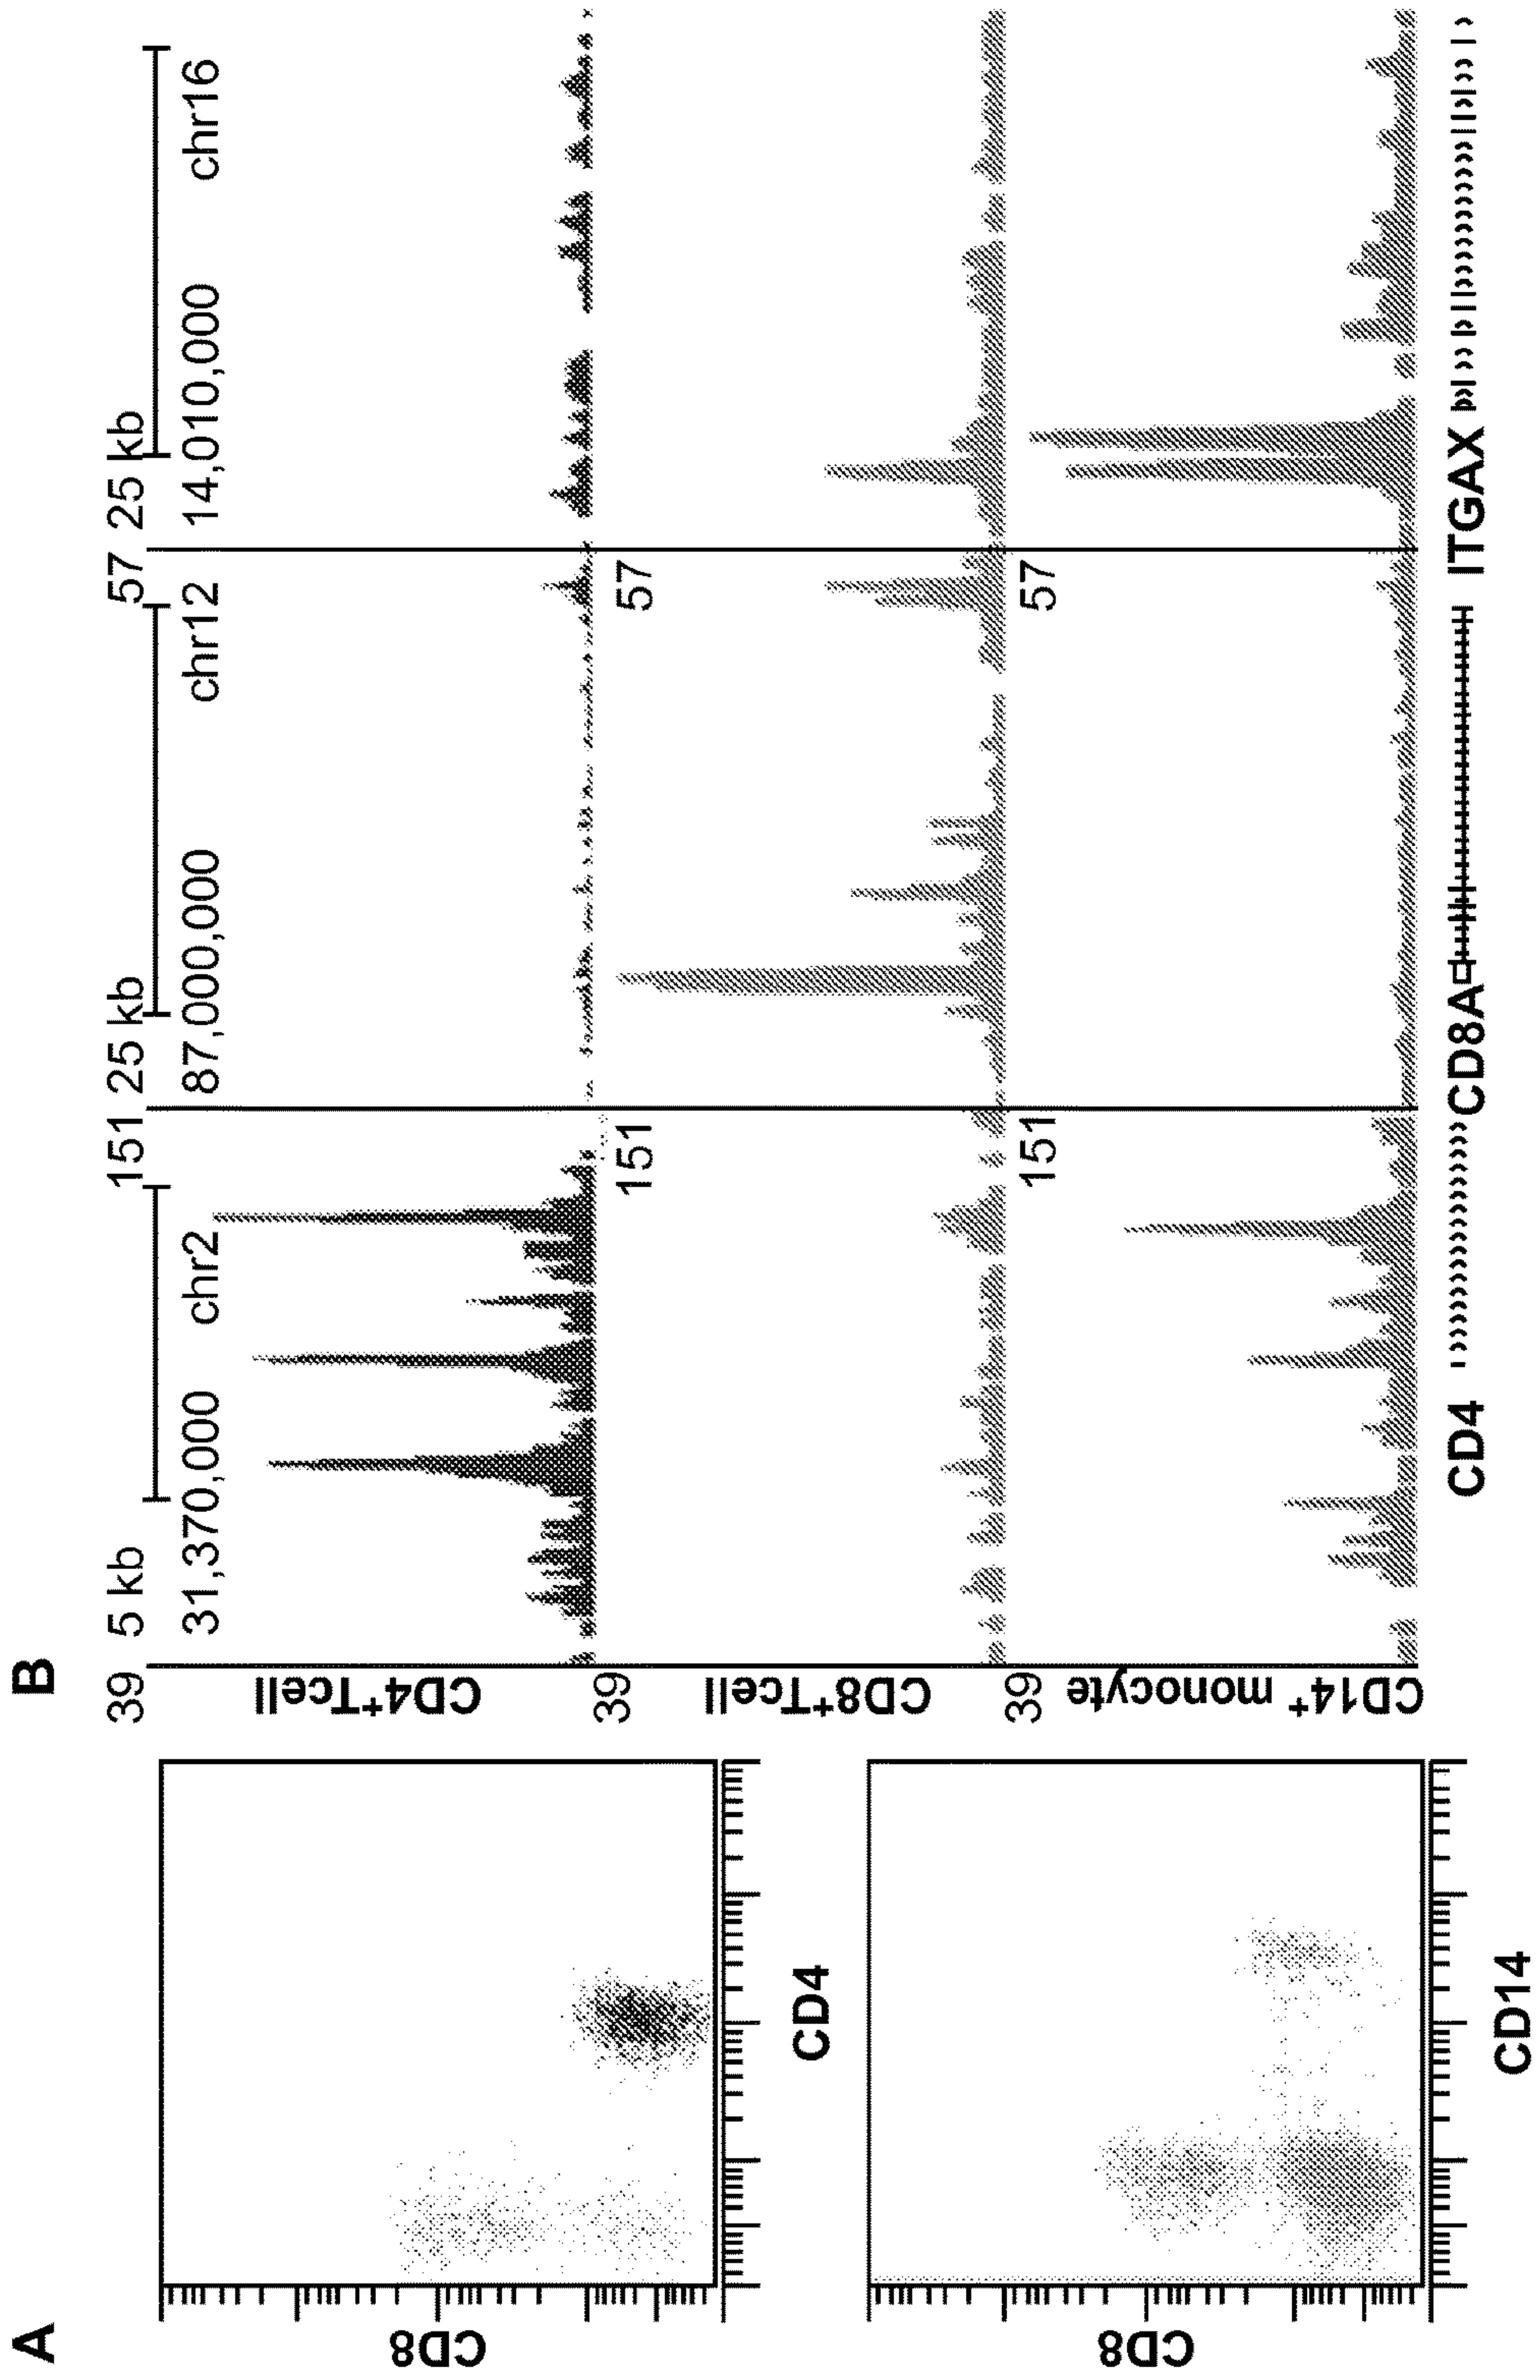 A
CD8
CD4
CD8
CD14
B
39 5 kb 151 25 kb 57 25 kb
31,370,000 chr2 87,000,000 chr12 14,010,000 chr16
CD4+Tcell
39 151 57
CD8+Tcell
39 151 57
CD14+ monocyte
CD4 CD8A ITGAX